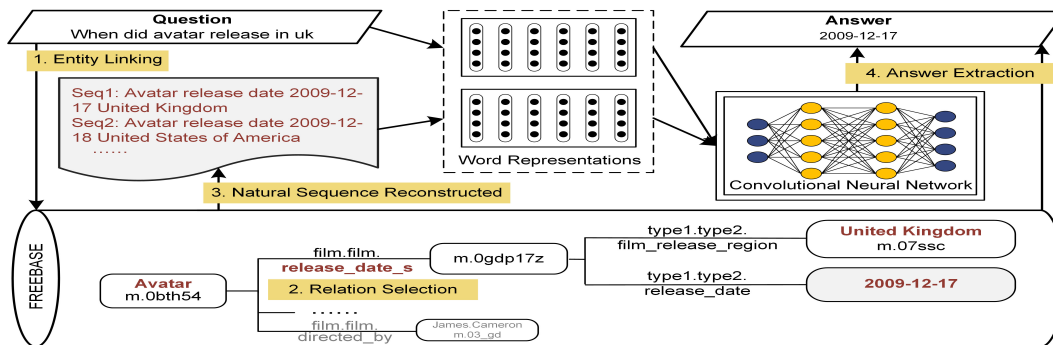 Question
When did avatar release in uk
Answer
2009-12-17
1. Entity Linking
4. Answer Extraction
Seq1: Avatar release date 2009-12-
17 United Kingdom
Seq2: Avatar release date 2009-12-
18 United States of America
......
Word Representations
Convolutional Neural Network
3. Natural Sequence Reconstructed
FREEBASE
Avatar
m.0bth54
film.film.
release_date_s
2. Relation Selection
......
film.film.
directed_by
m.0gdp17z
James.Cameron
m.03_gd
type1.type2.
film_release_region
United Kingdom
m.07ssc
type1.type2.
release_date
2009-12-17